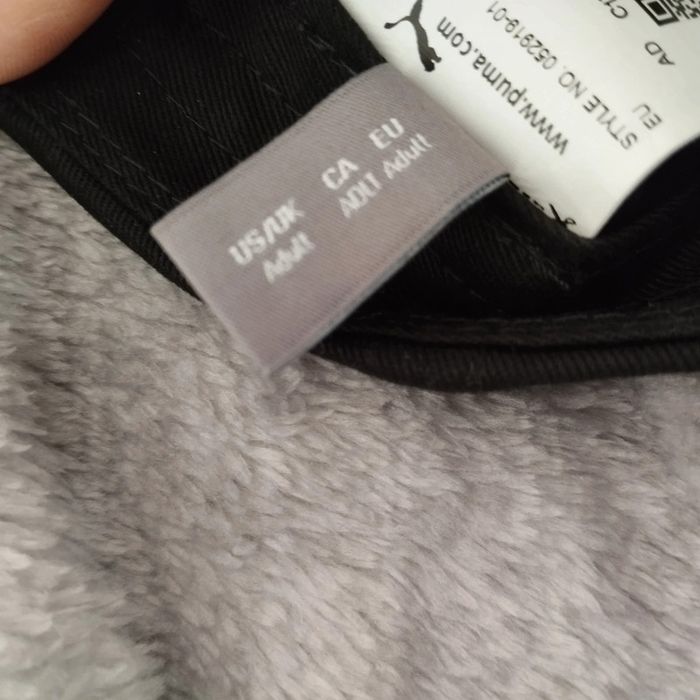 US/UK CA EU
Adult ADLT Adult
www.puma.com
STYLE NO. 052919-01
EU
AD